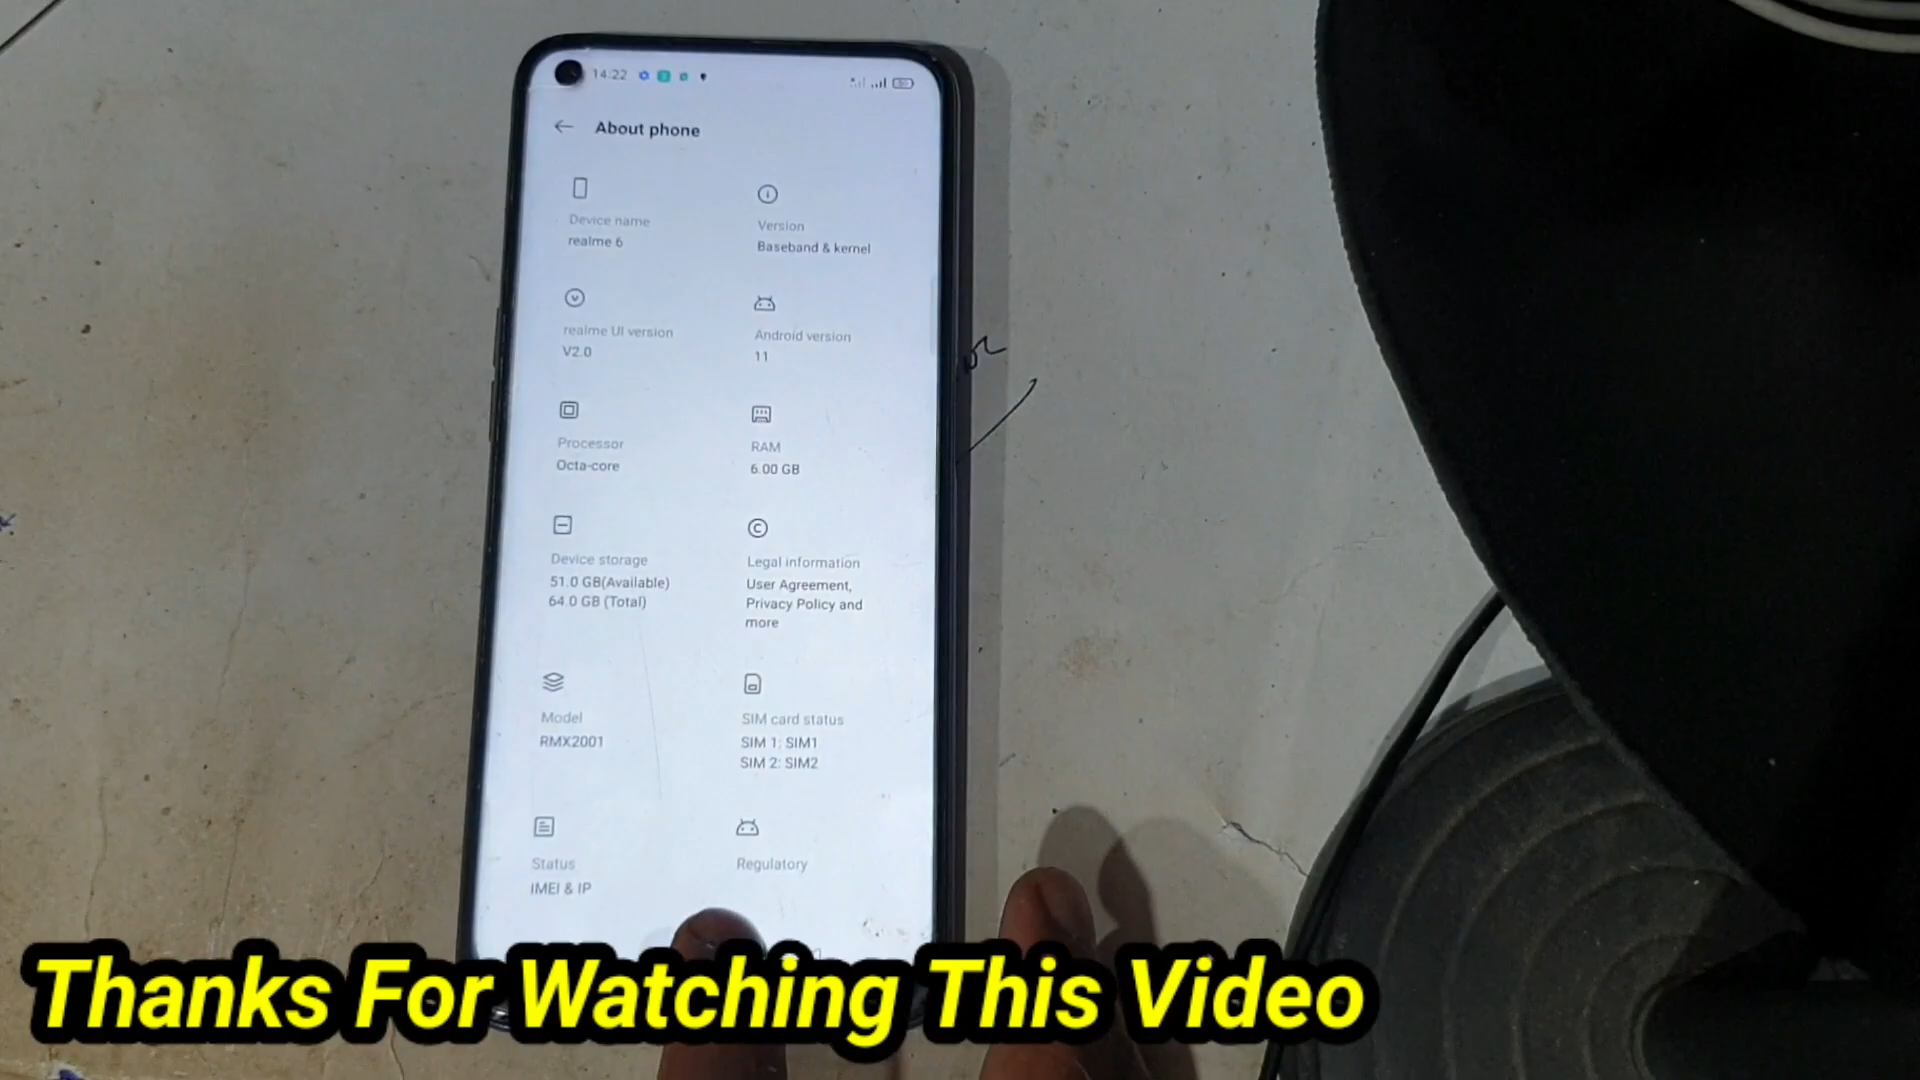 14:22
About phone
Device name
realme 6
Version
Baseband & kernel
realme UI version
V2.0
Android version
11
Processor
Octa-core
RAM
6.00 GB
Device storage
51.0 GB(Available)
64.0 GB (Total)
Legal information
User Agreement,
Privacy Policy and
more
Model
RMX2001
SIM card status
SIM 1: SIM1
SIM 2: SIM2
Status
IMEI & IP
Regulatory
Thanks For Watching This Video